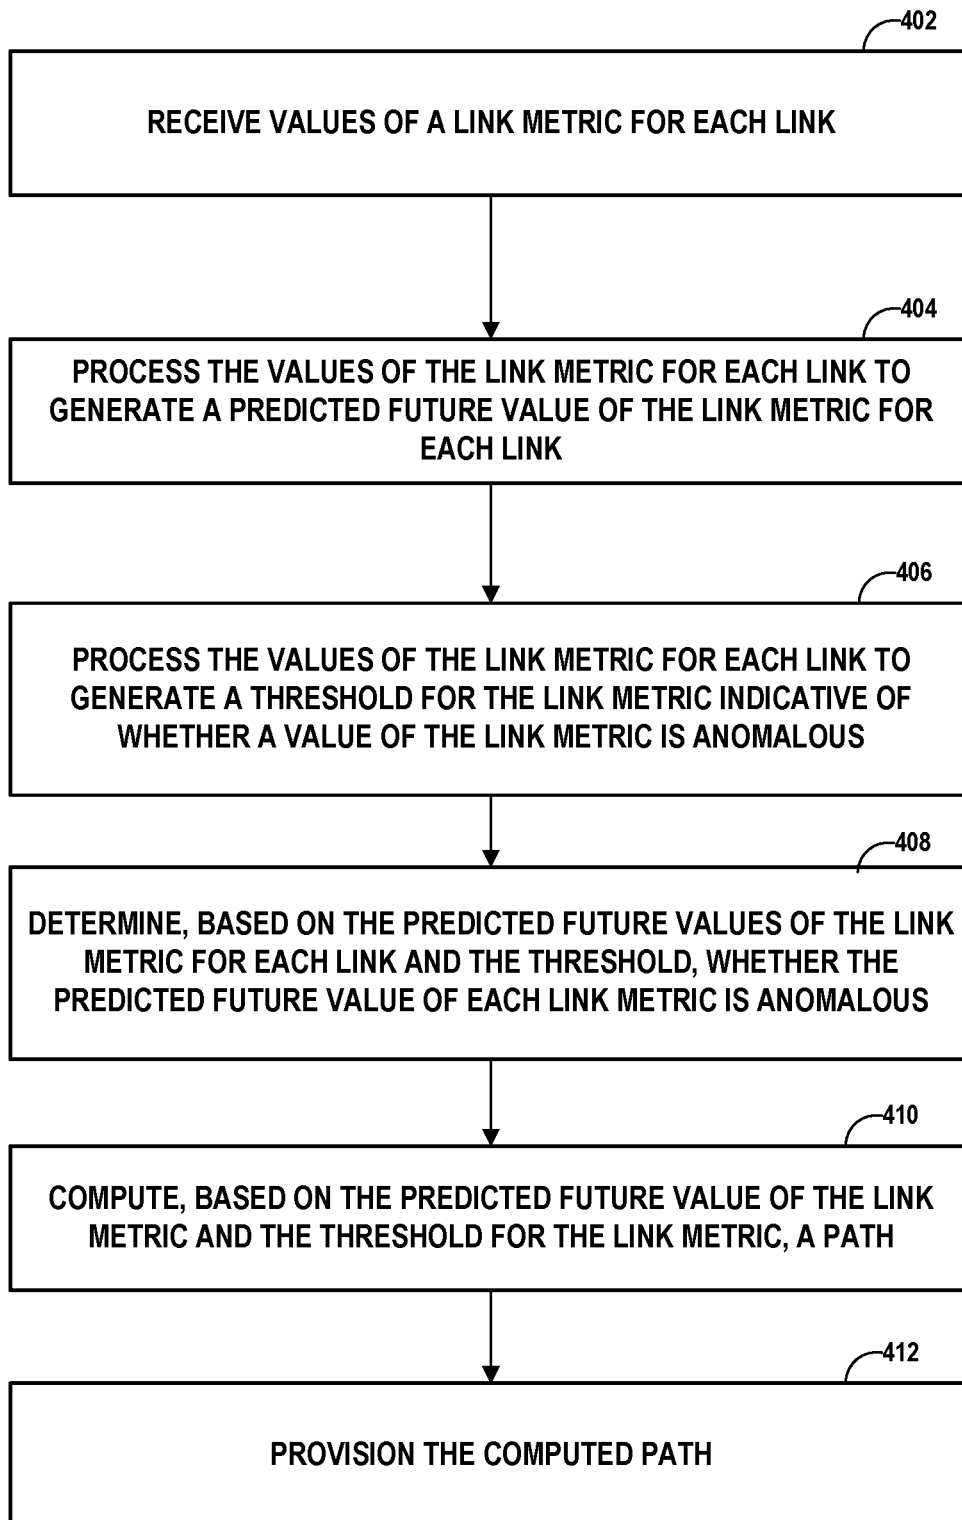 402
RECEIVE VALUES OF A LINK METRIC FOR EACH LINK
404
PROCESS THE VALUES OF THE LINK METRIC FOR EACH LINK TO
GENERATE A PREDICTED FUTURE VALUE OF THE LINK METRIC FOR
EACH LINK
406
PROCESS THE VALUES OF THE LINK METRIC FOR EACH LINK TO
GENERATE A THRESHOLD FOR THE LINK METRIC INDICATIVE OF
WHETHER A VALUE OF THE LINK METRIC IS ANOMALOUS
408
DETERMINE, BASED ON THE PREDICTED FUTURE VALUES OF THE LINK
METRIC FOR EACH LINK AND THE THRESHOLD, WHETHER THE
PREDICTED FUTURE VALUE OF EACH LINK METRIC IS ANOMALOUS
410
COMPUTE, BASED ON THE PREDICTED FUTURE VALUE OF THE LINK
METRIC AND THE THRESHOLD FOR THE LINK METRIC, A PATH
412
PROVISION THE COMPUTED PATH